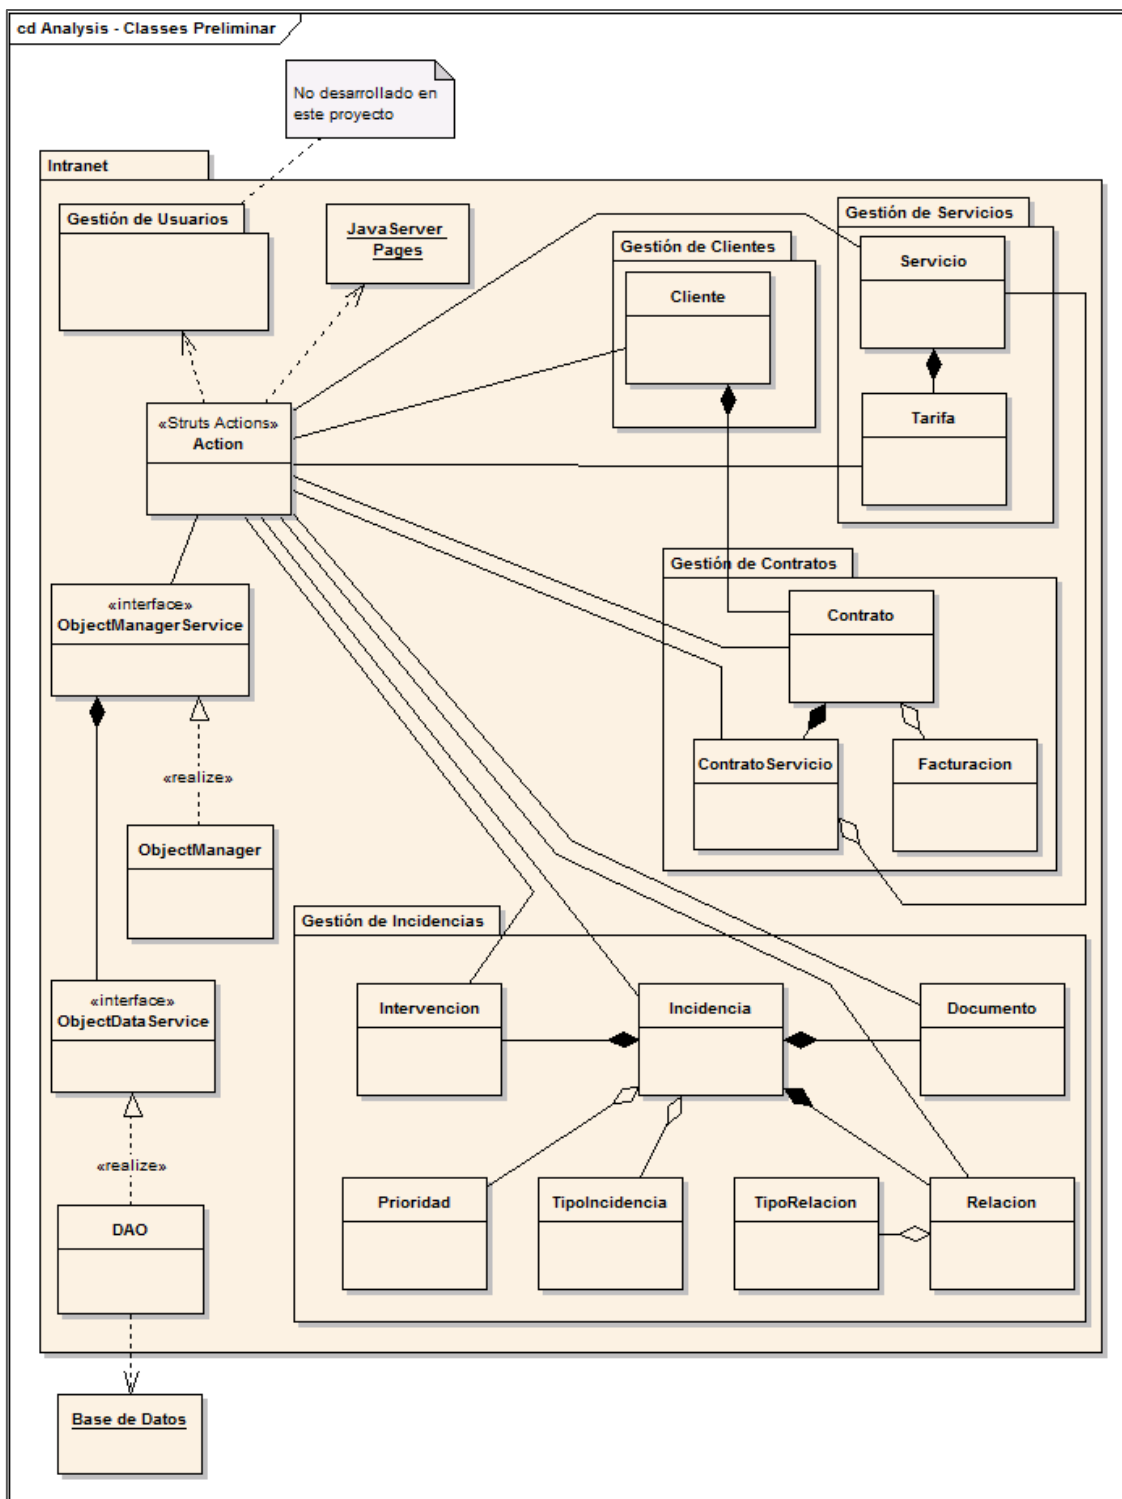 cd Analysis - Classes Preliminar
No desarrollado en
este proyecto
Intranet
Gestión de Usuarios
JavaServer
Pages
Gestión de Servicios
Servicio
Gestión de Clientes
Cliente
Tarifa
«Struts Actions»
Action
Gestión de Contratos
Contrato
«interface»
ObjectManagerService
ContratoServicio
Facturacion
«realize»
ObjectManager
Gestión de Incidencias
«interface»
ObjectDataService
Intervencion
Incidencia
Documento
«realize»
Prioridad
TipoIncidencia
TipoRelacion
Relacion
DAO
Base de Datos